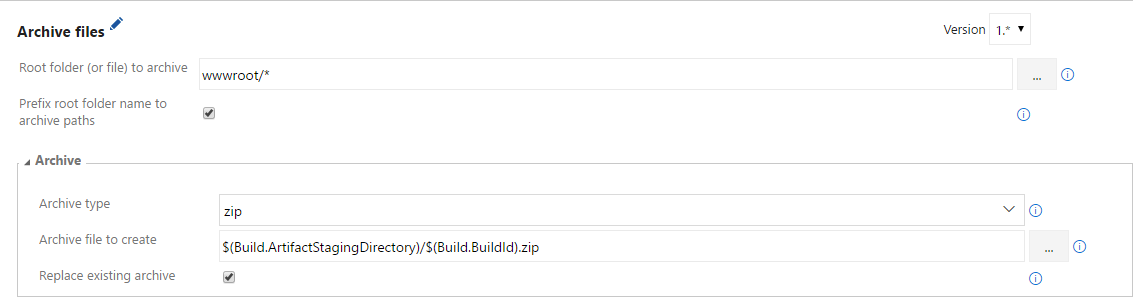 Archive files
Version 1.*
Root folder (or file) to archive wwwroot/* ...
Prefix root folder name to
archive paths
Archive
Archive type zip
Archive file to create $(Build.ArtifactStagingDirectory)/$(Build.BuildId).zip ...
Replace existing archive